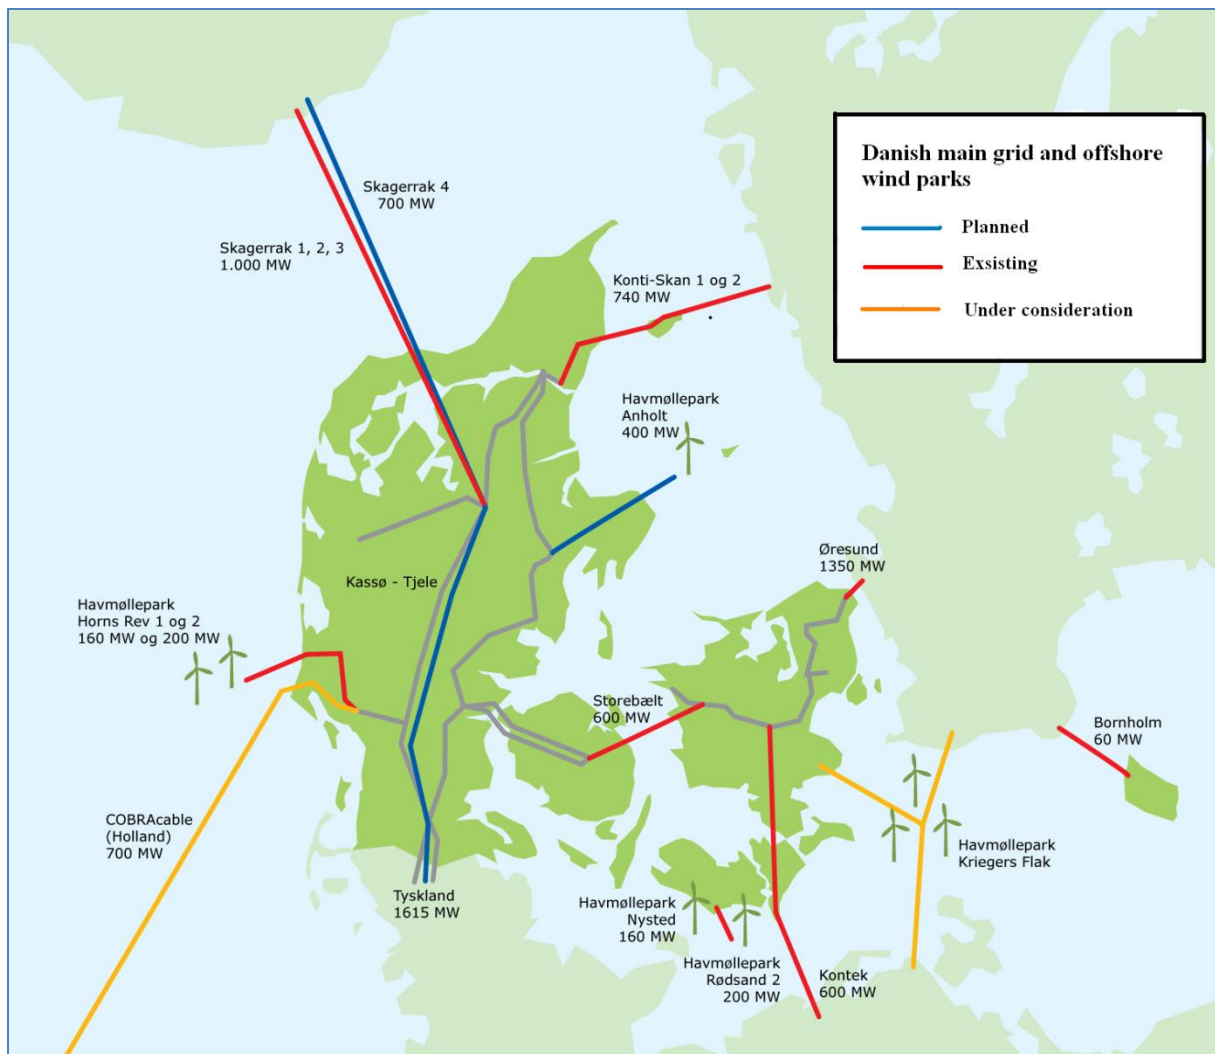 Danish main grid and offshore
wind parks
Planned
Exsisting
Under consideration
Skagerrak 4
700 MW
Skagerrak 1, 2, 3
1.000 MW
Konti-Skan 1 og 2
740 MW
Havmøllepark
Anholt
400 MW
Øresund
1350 MW
Kassø - Tjele
Havmøllepark
Horns Rev 1 og 2
160 MW og 200 MW
Storebælt
600 MW
Bornholm
60 MW
COBRAcable
(Holland)
700 MW
Havmøllepark
Kriegers Flak
Tyskland
1615 MW
Havmøllepark
Nysted
160 MW
Havmøllepark
Rødsand 2
200 MW
Kontek
600 MW